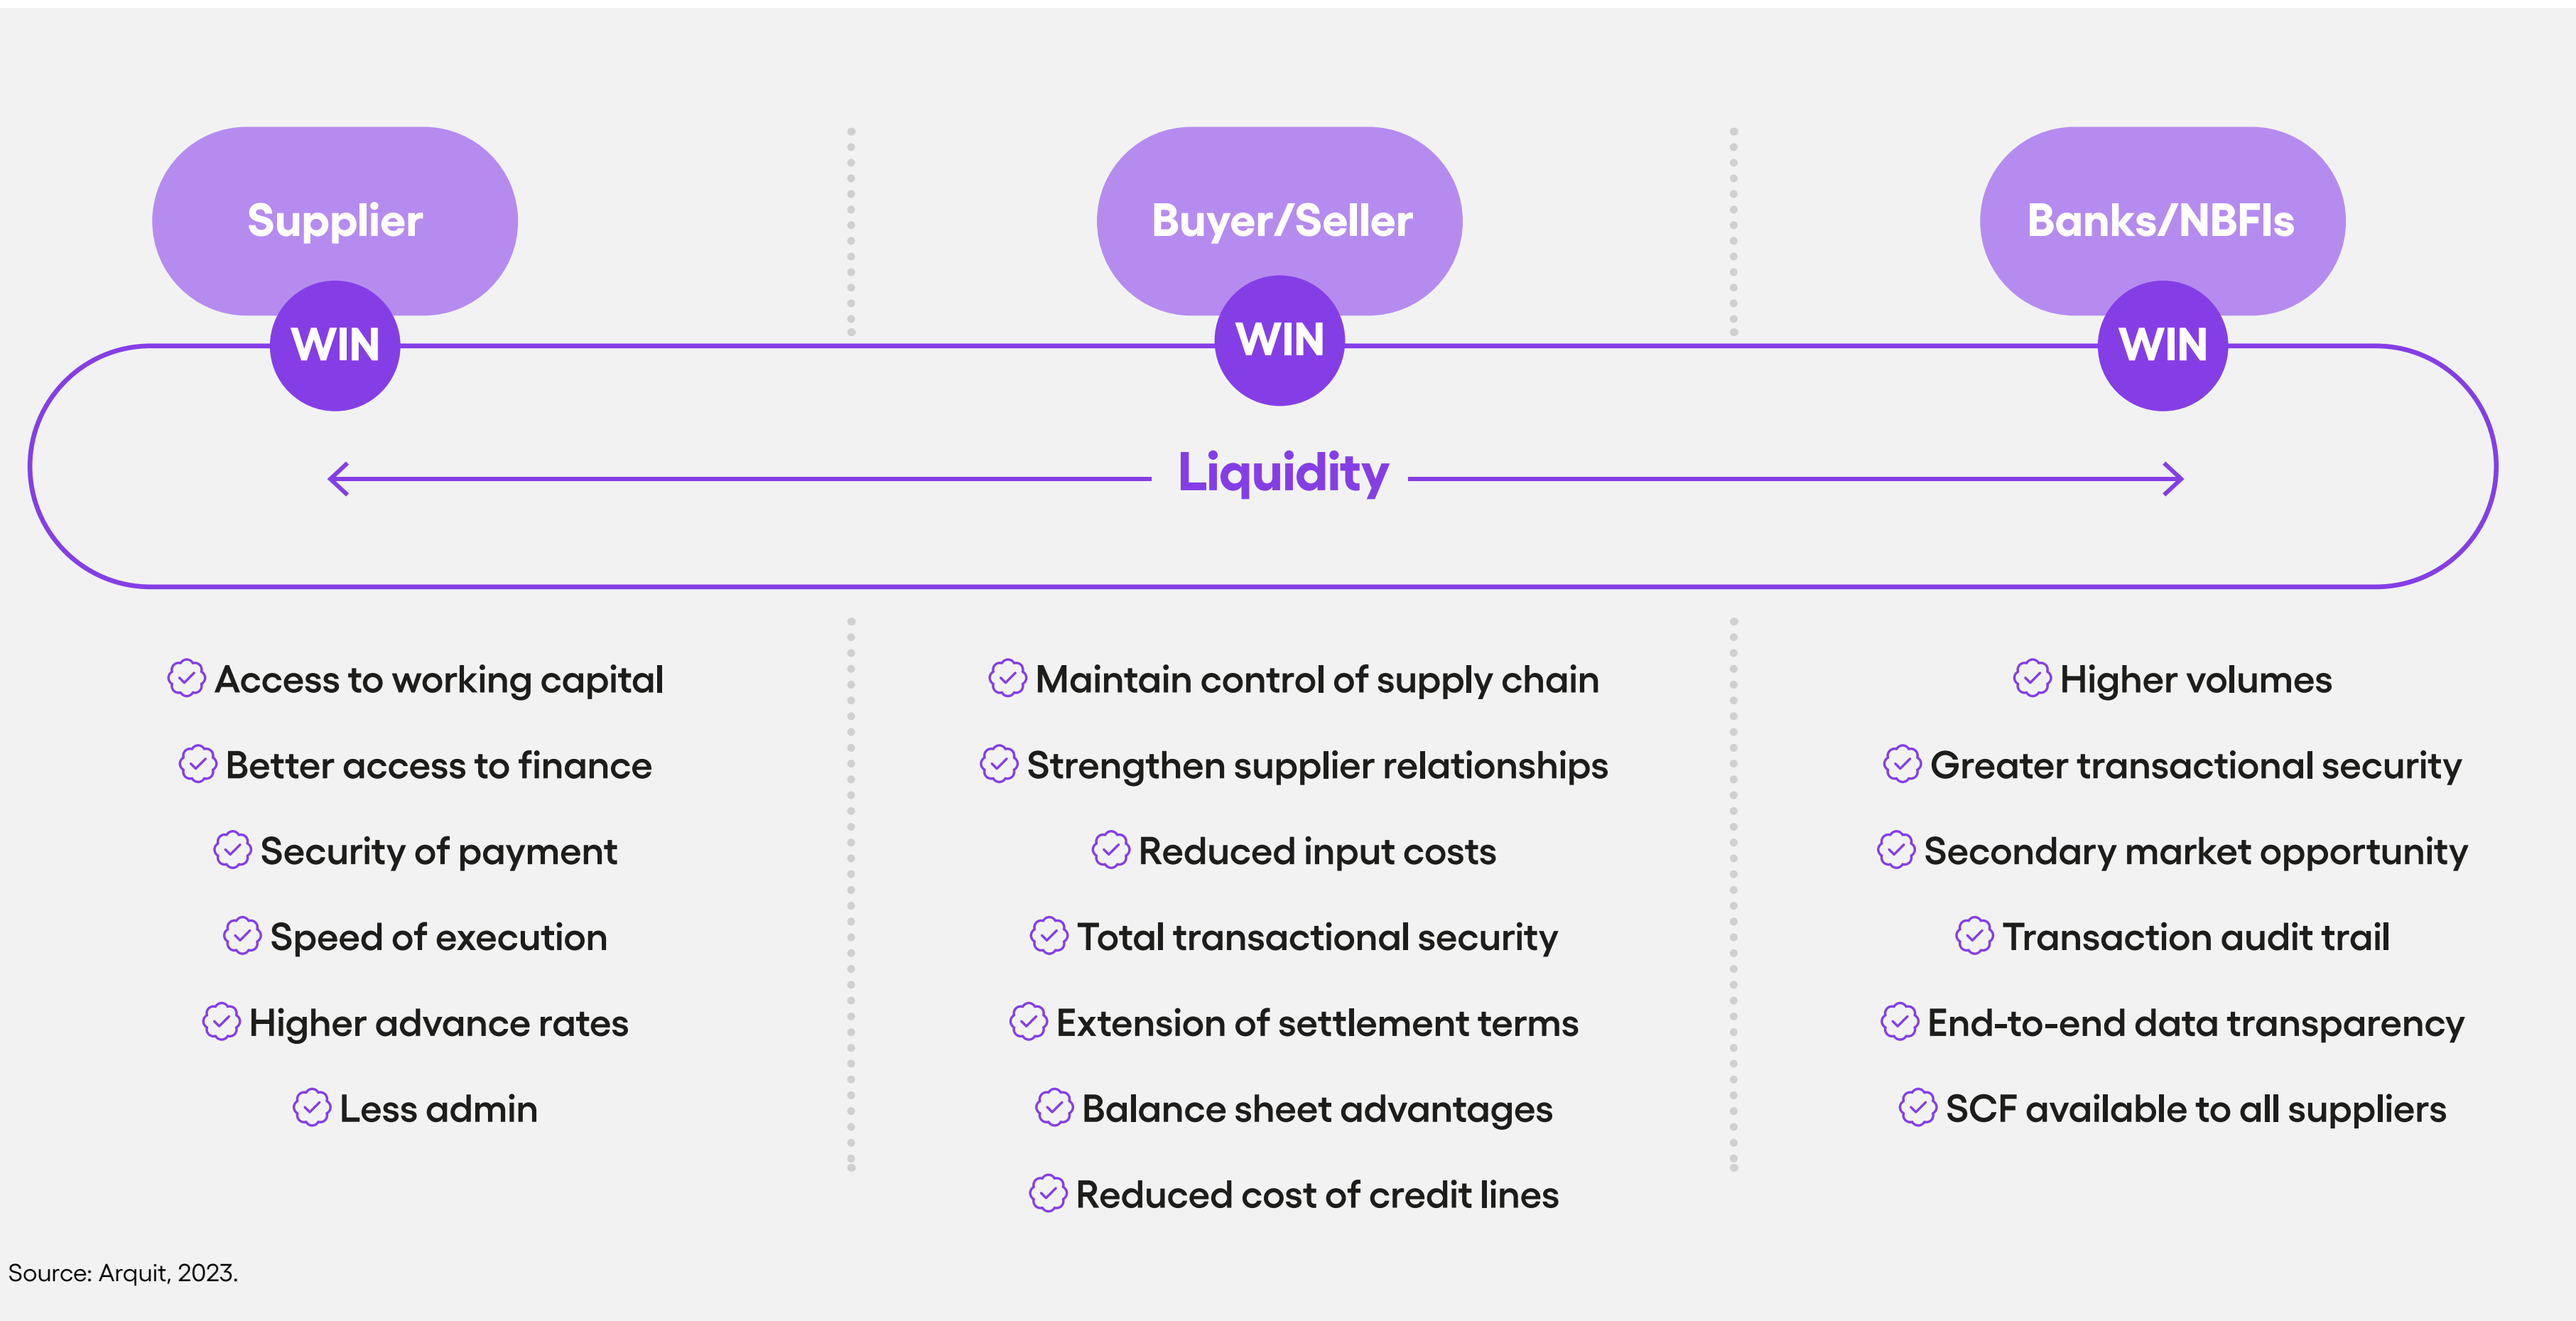 Supplier
Buyer/Seller
Banks/NBFIs
WIN
WIN
WIN
Liquidity
Access to working capital
Better access to finance
Security of payment
Speed of execution
Higher advance rates
Less admin
Maintain control of supply chain
Strengthen supplier relationships
Reduced input costs
Total transactional security
Extension of settlement terms
Balance sheet advantages
Reduced cost of credit lines
Higher volumes
Greater transactional security
Secondary market opportunity
Transaction audit trail
End-to-end data transparency
SCF available to all suppliers
Source: Arquit, 2023.